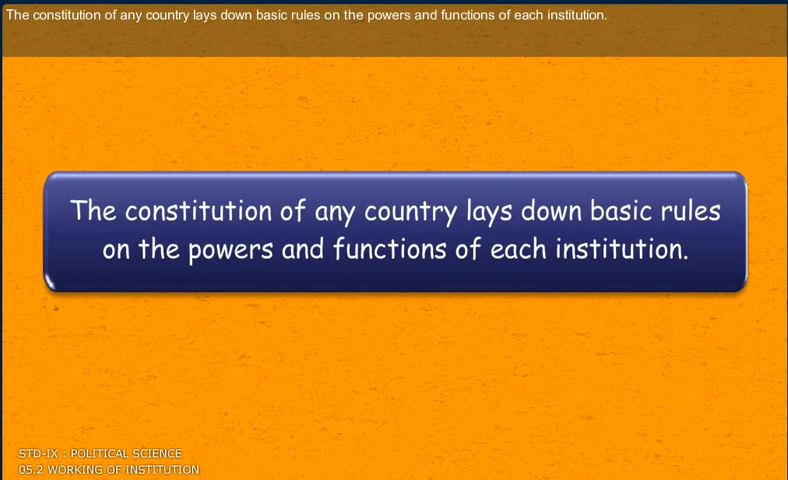 The constitution of any country lays down basic rules on the powers and functions of each institution.
The constitution of any country lays down basic rules
on the powers and functions of each institution.
STD-IX : POLITICAL SCIENCE
05.2 WORKING OF INSTITUTION